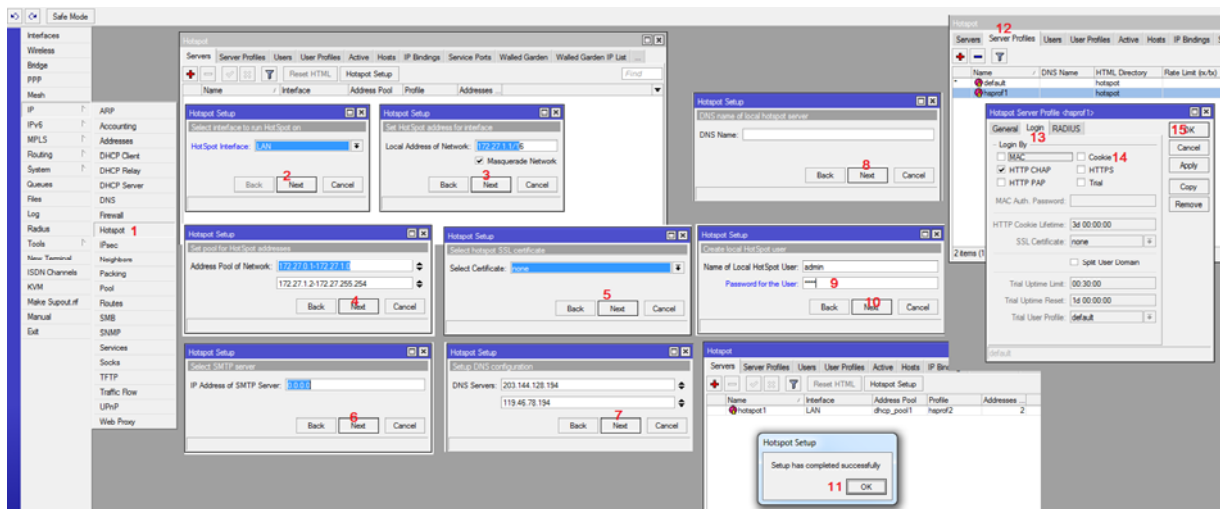 Safe Mode
Interfaces
Wireless
Bridge
PPP
Mesh
IP
IPv6
MPLS
Routing
System
Queues
Files
Log
Radius
Tools
New Terminal
ISDN Channels
KVM
Make Supout.rif
Manual
Exit
ARP
Accounting
Addresses
DHCP Client
DHCP Relay
DHCP Server
DNS
Firewall
Hotspot 1
IPsec
Neighbors
Packing
Pool
Routes
SMB
SNMP
Services
Socks
TFTP
Traffic Flow
UPnP
Web Proxy
Hotspot
Servers Server Profiles Users User Profiles Active Hosts IP Bindings Service Ports Walled Garden Walled Garden IP List ...
Reset HTML Hotspot Setup Find
Name / Interface Address Pool Profile Addresses ...
Hotspot Setup
Select interface to run HotSpot on
HotSpot Interface: LAN
2
Back Next Cancel
Hotspot Setup
Set HotSpot address for interface
Local Address of Network: 172.27.1.1/16
Masquerade Network
3
Back Next Cancel
Hotspot Setup
Set pool for HotSpot addresses
Address Pool of Network: 172.27.0.1-172.27.1.0
172.27.1.2-172.27.255.254
4
Back Next Cancel
Hotspot Setup
Select hotspot SSL certificate
Select Certificate: none
5
Back Next Cancel
Hotspot Setup
Select SMTP server
IP Address of SMTP Server: 0.0.0.0
6
Back Next Cancel
Hotspot Setup
Setup DNS configuration
DNS Servers: 203.144.128.194
119.46.78.194
7
Back Next Cancel
Hotspot Setup
DNS name of local hotspot server
DNS Name:
8
Back Next Cancel
Hotspot Setup
Create local HotSpot user
Name of Local HotSpot User: admin
Password for the User: **** 9
10
Back Next Cancel
Hotspot
Servers Server Profiles Users User Profiles Active Hosts
Reset HTML Hotspot Setup
Name / Interface Address Pool Profile Addresses ...
hotspot1 LAN dhcp_pool1 hsprof2 2
Hotspot Setup
Setup has completed successfully
11 OK
Hotspot
12
Servers Server Profiles Users User Profiles Active Hosts IP Bindings
Name / DNS Name HTML Directory Rate Limit (rx/tx)
* default hotspot
hsprof1 hotspot
2 items (1
Hotspot Server Profile <hsprof1>
General Login RADIUS
13
15 OK
Cancel
Apply
Copy
Remove
Login By
MAC Cookie 14
HTTP CHAP HTTPS
HTTP PAP Trial
MAC Auth. Password:
HTTP Cookie Lifetime: 3d 00:00:00
SSL Certificate: none
Split User Domain
Trial Uptime Limit: 00:30:00
Trial Uptime Reset: 1d 00:00:00
Trial User Profile: default
default